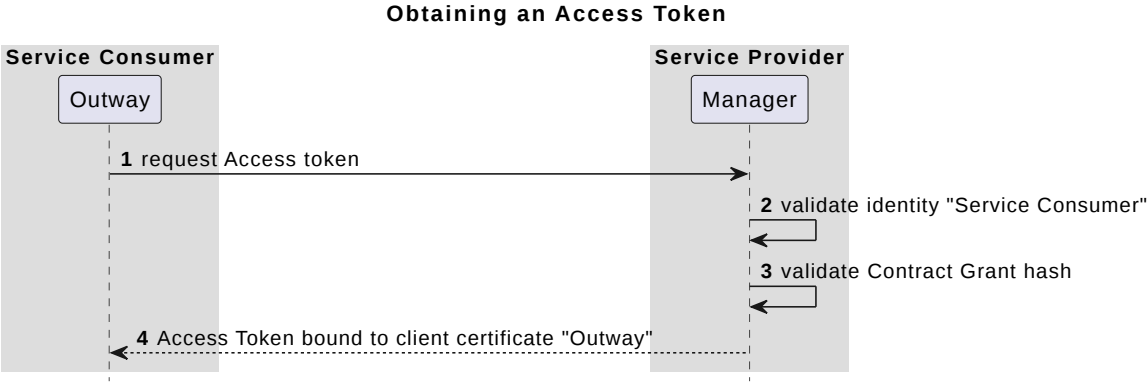 Obtaining an Access Token
Service Consumer
Service Provider
Outway
Manager
1 request Access token
2 validate identity "Service Consumer"
3 validate Contract Grant hash
4 Access Token bound to client certificate "Outway"